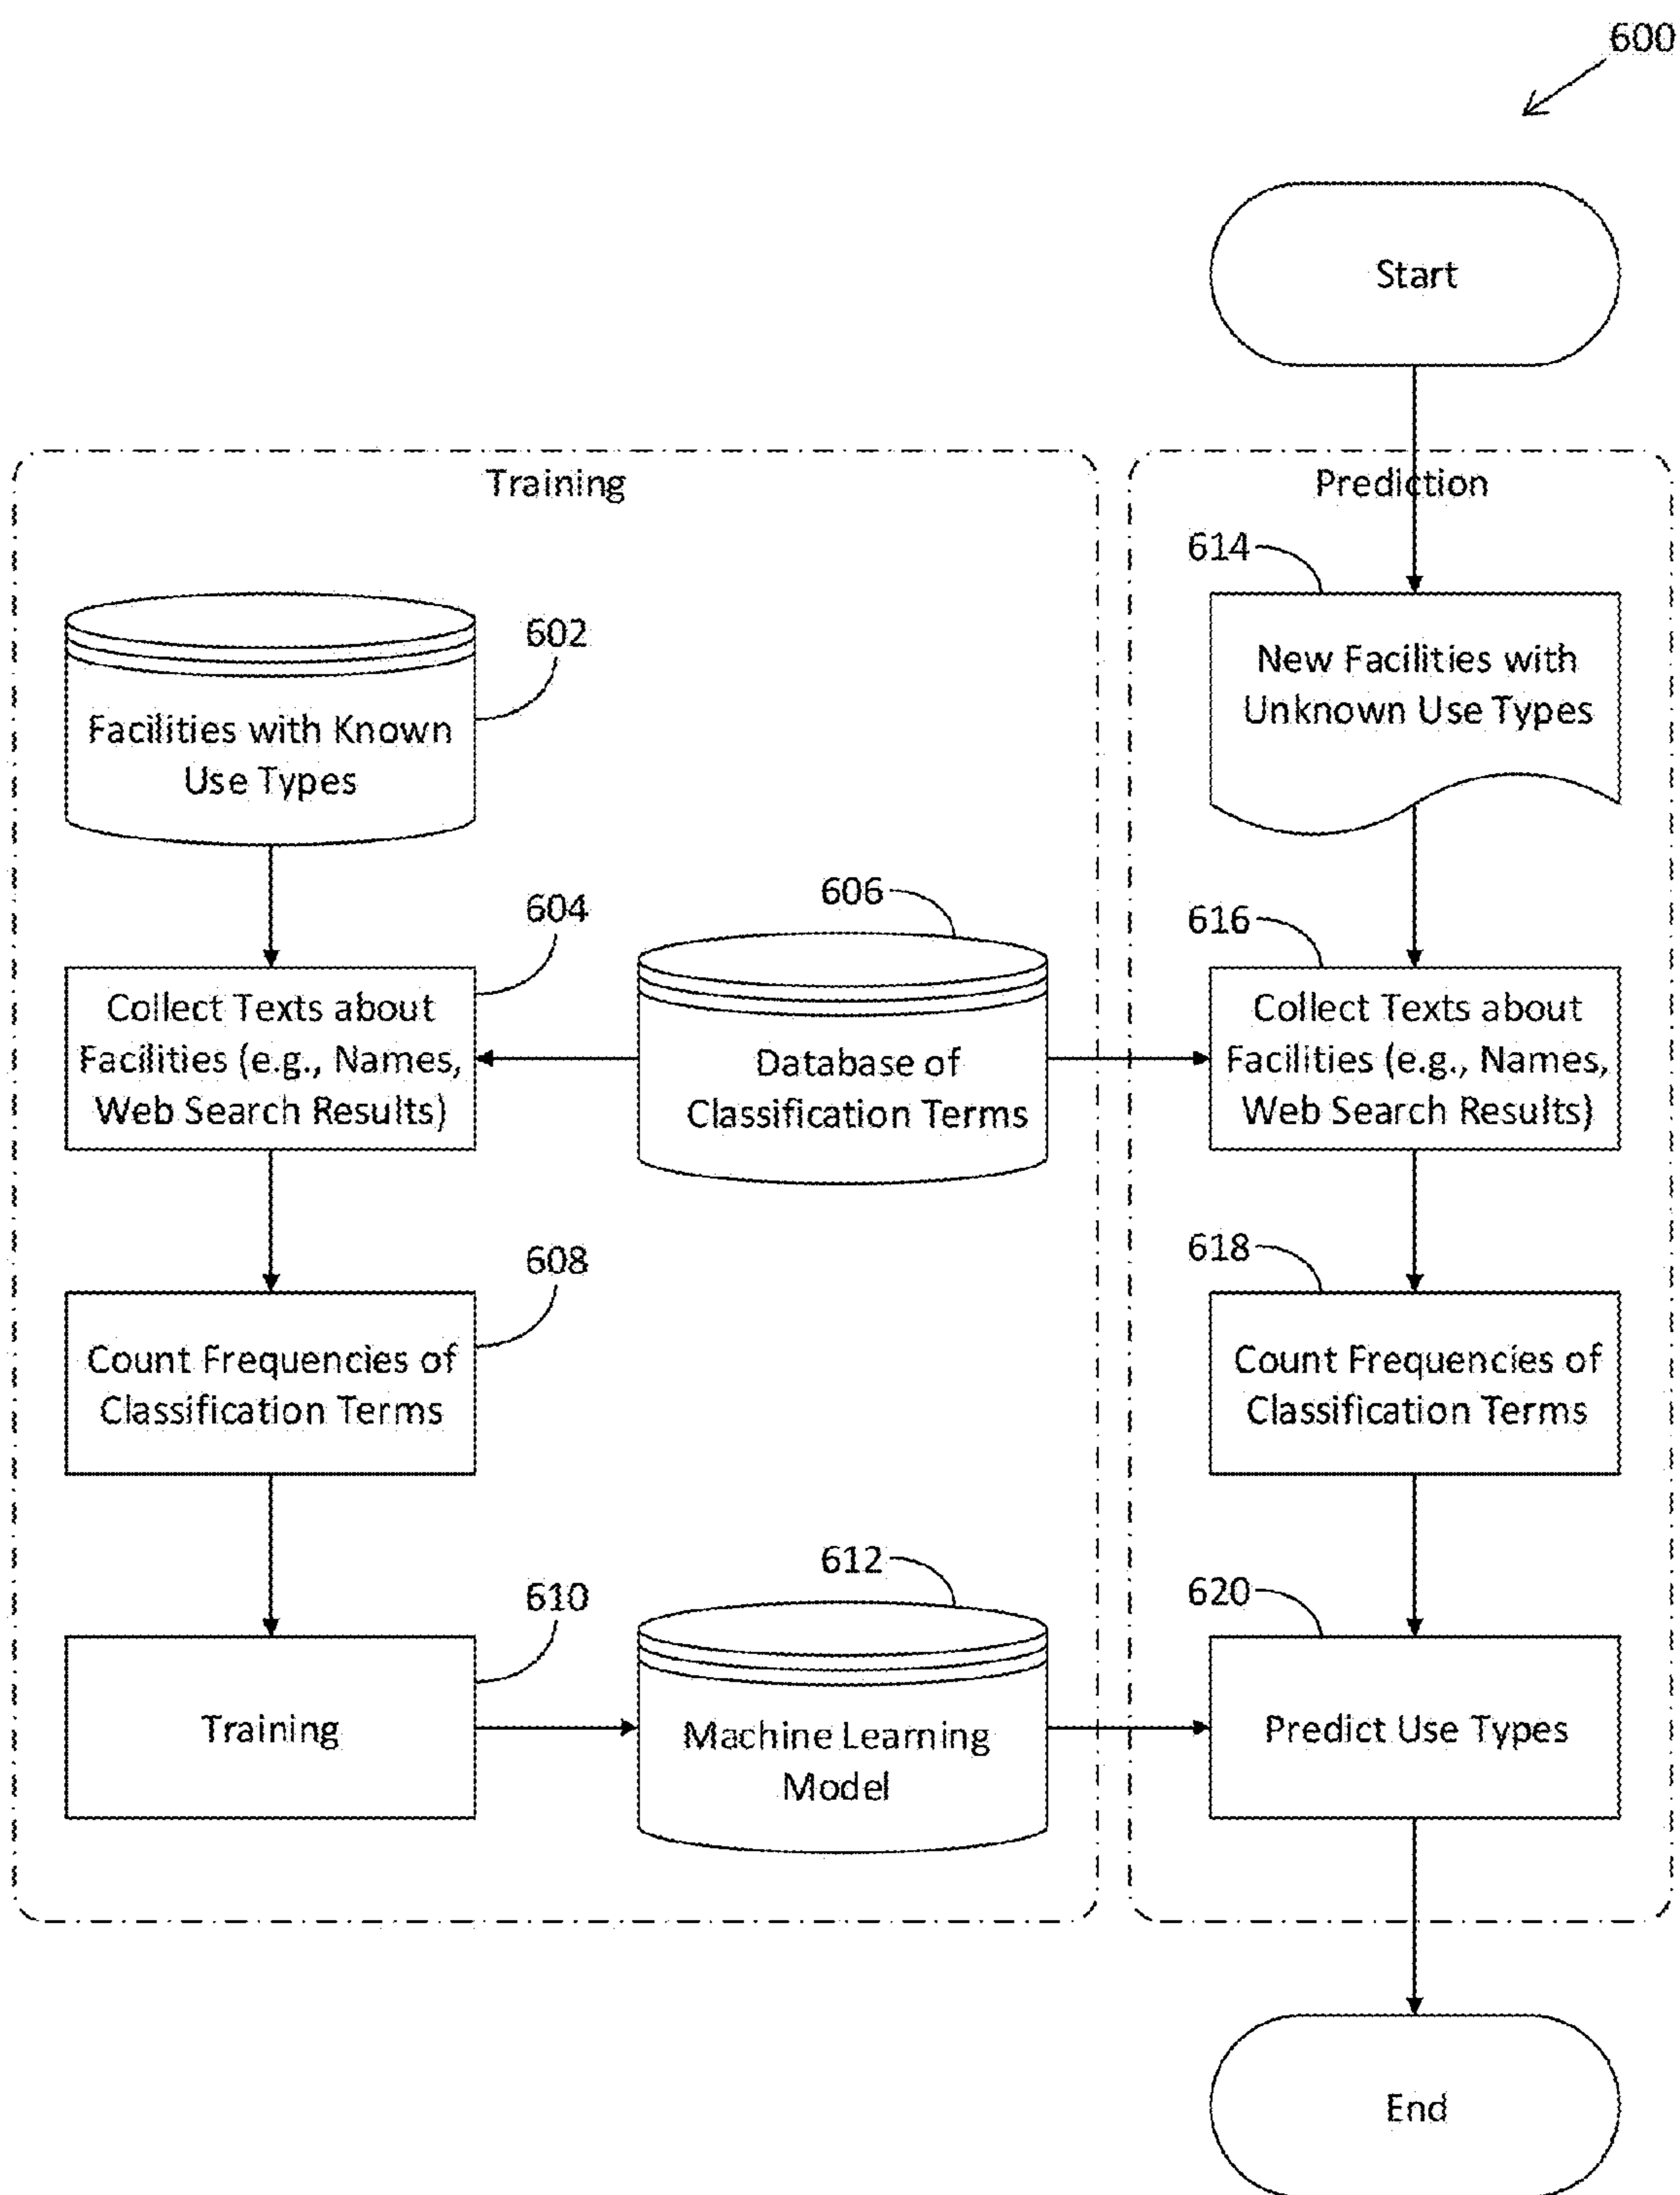 600
Start
Training
Prediction
602
Facilities with Known
Use Types
604
Collect Texts about
Facilities (e.g., Names,
Web Search Results)
606
Database of
Classification Terms
608
Count Frequencies of
Classification Terms
610
Training
612
Machine Learning
Model
614
New Facilities with
Unknown Use Types
616
Collect Texts about
Facilities (e.g., Names,
Web Search Results)
618
Count Frequencies of
Classification Terms
620
Predict Use Types
End